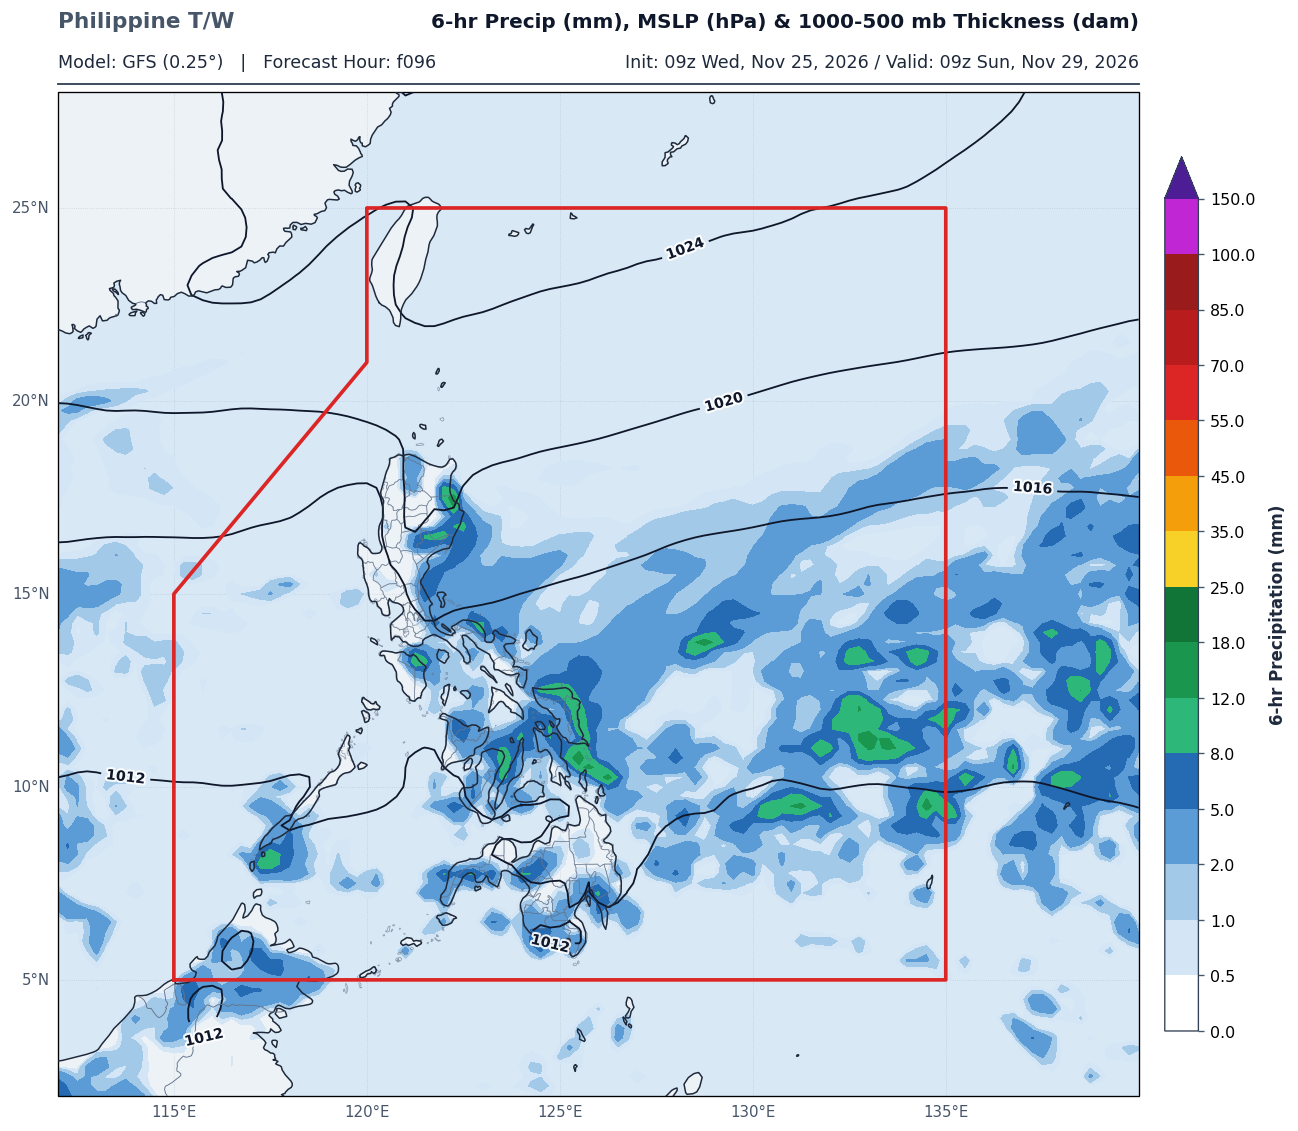 Philippine T/W
6-hr Precip (mm), MSLP (hPa) & 1000-500 mb Thickness (dam)
Model: GFS (0.25°) | Forecast Hour: f096
Init: 09z Wed, Nov 25, 2026 / Valid: 09z Sun, Nov 29, 2026
25°N
20°N
15°N
10°N
5°N
115°E
120°E
125°E
130°E
135°E
1024
1020
1016
1012
1012
1012
150.0
100.0
85.0
70.0
55.0
45.0
35.0
25.0
18.0
12.0
8.0
5.0
2.0
1.0
0.5
0.0
6-hr Precipitation (mm)